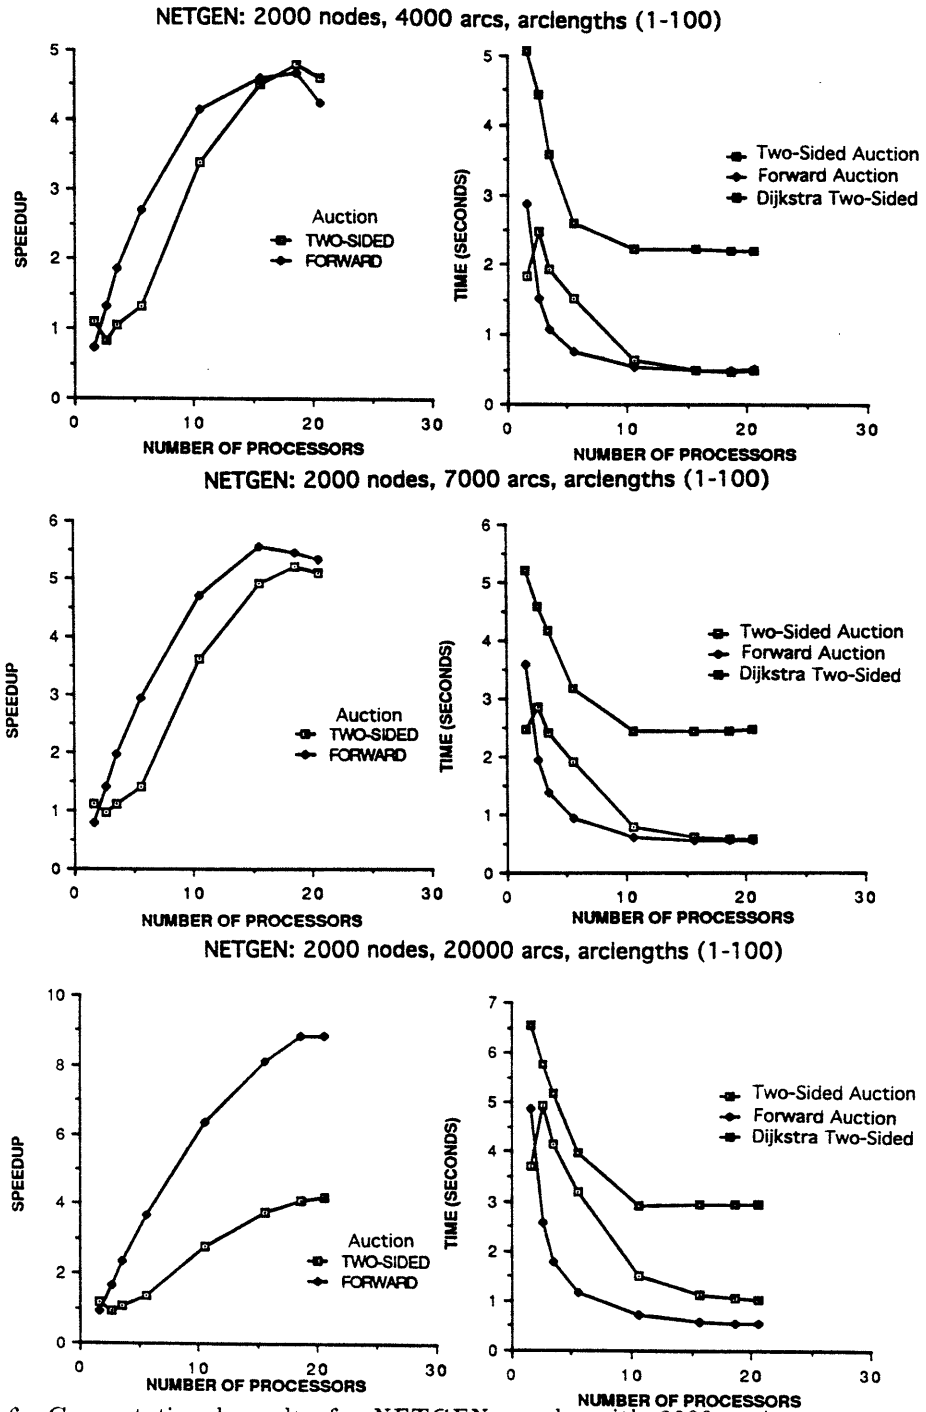 NETGEN: 2000 nodes, 4000 arcs, arclengths (1-100)
5
4
3
2
1
0
SPEEDUP
Auction
TWO-SIDED
FORWARD
0 10 20 30
NUMBER OF PROCESSORS
5
4
3
2
1
0
TIME (SECONDS)
Two-Sided Auction
Forward Auction
Dijkstra Two-Sided
0 10 20 30
NUMBER OF PROCESSORS
NETGEN: 2000 nodes, 7000 arcs, arclengths (1-100)
6
5
4
3
2
1
0
SPEEDUP
Auction
TWO-SIDED
FORWARD
0 10 20 30
NUMBER OF PROCESSORS
6
5
4
3
2
1
0
TIME (SECONDS)
Two-Sided Auction
Forward Auction
Dijkstra Two-Sided
0 10 20 30
NUMBER OF PROCESSORS
NETGEN: 2000 nodes, 20000 arcs, arclengths (1-100)
10
8
6
4
2
0
SPEEDUP
Auction
TWO-SIDED
FORWARD
0 10 20 30
NUMBER OF PROCESSORS
7
6
5
4
3
2
1
0
TIME (SECONDS)
Two-Sided Auction
Forward Auction
Dijkstra Two-Sided
0 10 20 30
NUMBER OF PROCESSORS